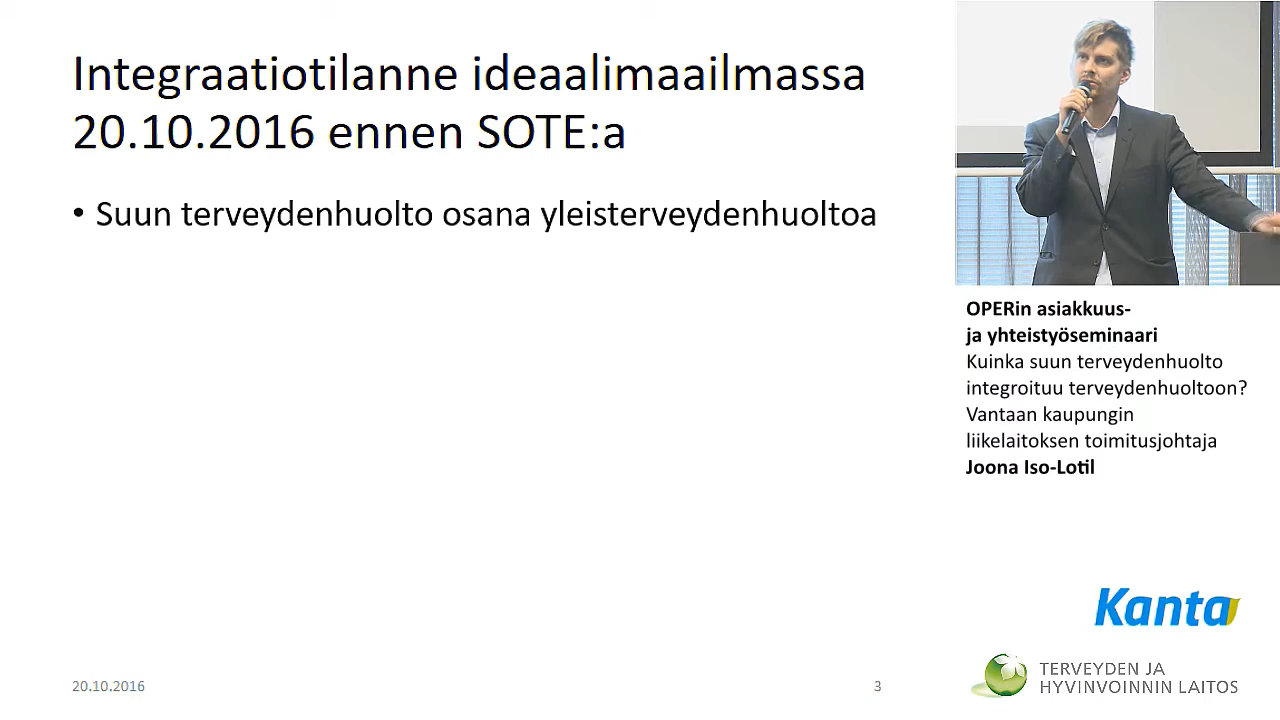 Integraatiotilanne ideaalimaailmassa
20.10.2016 ennen SOTE:a
• Suun terveydenhuolto osana yleisterveydenhuoltoa
OPERin asiakkuus-
ja yhteistyöseminaari
Kuinka suun terveydenhuolto
integroituu terveydenhuoltoon?
Vantaan kaupungin
liikelaitoksen toimitusjohtaja
Joona Iso-Lotil
Kanta
TERVEYDEN JA
HYVINVOINNIN LAITOS
20.10.2016
3